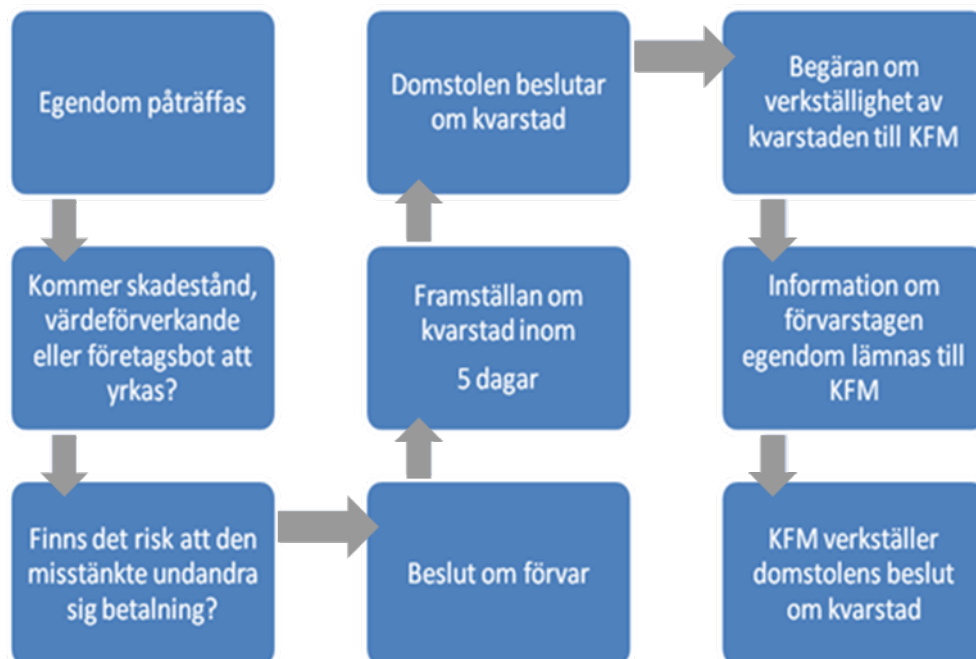 Egendom påträffas
Kommer skadestånd,
värdeförverkande
eller företagsbot att
yrkas?
Finns det risk att den
misstänkte undandra
sig betalning?
Beslut om förvar
Framställan om
kvarstad inom
5 dagar
Domstolen beslutar
om kvarstad
Begäran om
verkställighet av
kvarstaden till KFM
Information om
förvarstagen
egendom lämnas till
KFM
KFM verkställer
domstolens beslut
om kvarstad